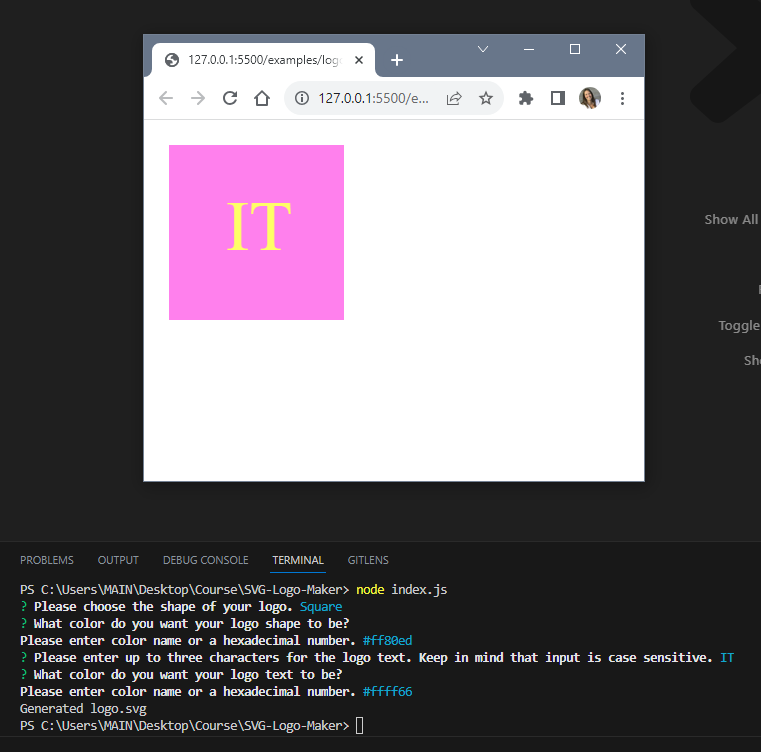 127.0.0.1:5500/examples/logo
127.0.0.1:5500/e...
IT
Show All
Toggle
Sho
PROBLEMS OUTPUT DEBUG CONSOLE TERMINAL GITLENS
PS C:\Users\MAIN\Desktop\Course\SVG-Logo-Maker> node index.js
? Please choose the shape of your logo. Square
? What color do you want your logo shape to be?
Please enter color name or a hexadecimal number. #ff80ed
? Please enter up to three characters for the logo text. Keep in mind that input is case sensitive. IT
? What color do you want your logo text to be?
Please enter color name or a hexadecimal number. #ffff66
Generated logo.svg
PS C:\Users\MAIN\Desktop\Course\SVG-Logo-Maker>